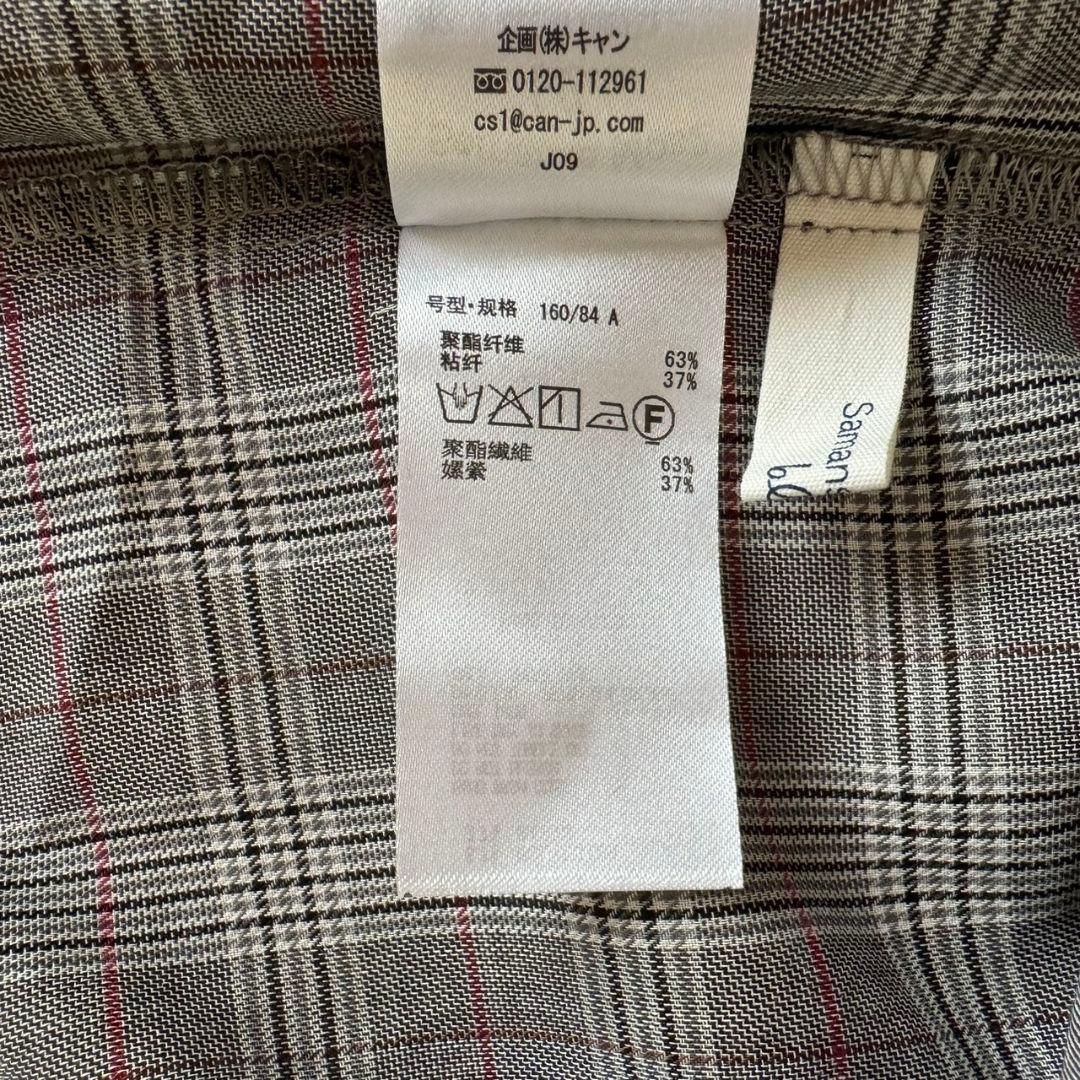 企画(株)キャン
0120-112961
cs1@can-jp.com
J09
号型・规格 160/84 A
聚酯纤维 63%
粘纤 37%
F
聚酯纖維 63%
嫘縈 37%
Saman